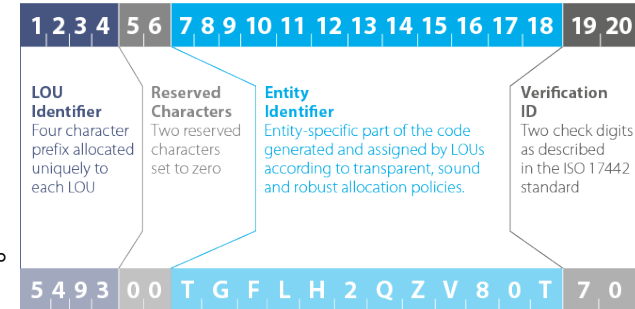 1 2 3 4 5 6 7 8 9 10 11 12 13 14 15 16 17 18 19 20
LOU
Identifier
Four character
prefix allocated
uniquely to
each LOU
Reserved
Characters
Two reserved
characters
set to zero
Entity
Identifier
Entity-specific part of the code
generated and assigned by LOUs
according to transparent, sound
and robust allocation policies.
Verification
ID
Two check digits
as described
in the ISO 17442
standard
5 4 9 3 0 0 T G F L H 2 Q Z V 8 0 T 7 0